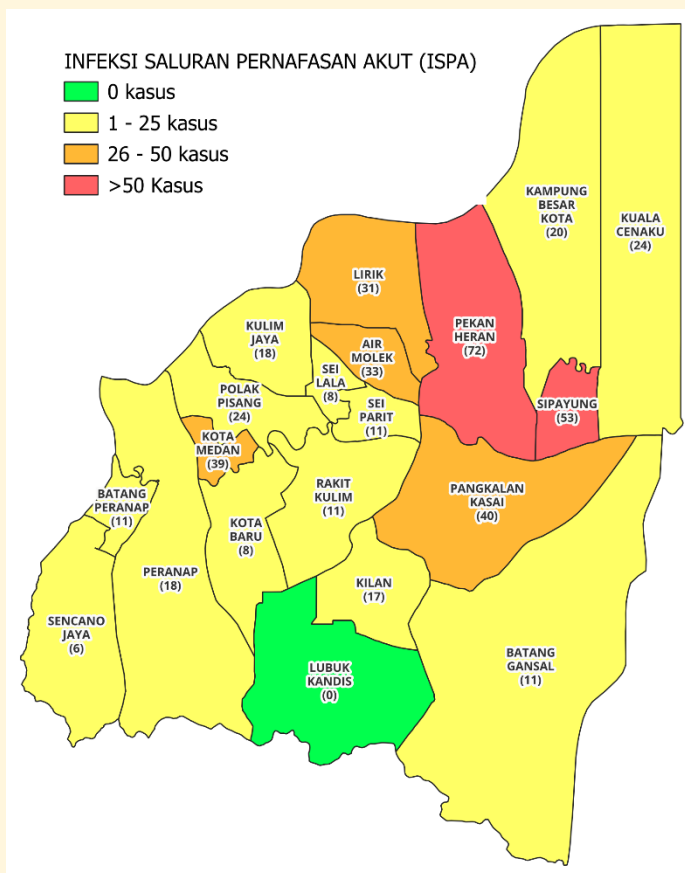 INFEKSI SALURAN PERNAFASAN AKUT (ISPA)
0 kasus
1 - 25 kasus
26 - 50 kasus
>50 Kasus
KAMPUNG
BESAR
KOTA
(20)
KUALA
CENAKU
(24)
LIRIK
(31)
PEKAN
HERAN
(72)
KULIM
JAYA
(18)
AIR
MOLEK
(33)
SEI
LALA
(8)
POLAK
PISANG
(24)
SEI
PARIT
(11)
SIPAYUNG
(53)
KOTA
MEDAN
(39)
RAKIT
KULIM
(11)
PANGKALAN
KASAI
(40)
BATANG
PERANAP
(11)
KOTA
BARU
(8)
PERANAP
(18)
KILAN
(17)
SENCANO
JAYA
(6)
LUBUK
KANDIS
(0)
BATANG
GANSAL
(11)